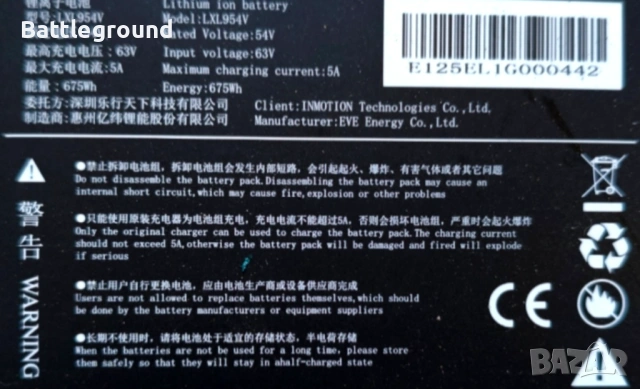 Battleground
锂离子电池 Lithium ion battery
型号:LXL954V Model:LXL954V
Rated Voltage: 54V
最高充电电压: 63V Input voltage: 63V
最大充电电流:5A Maximum charging current:5A
能量: 675Wh Energy:675Wh
委托方:深圳乐行天下科技有限公司 Client:INMOTION Technologies Co.,Ltd.
制造商:惠州亿纬锂能股份有限公司 Manufacturer:EVE Energy Co.,Ltd.
E125EL1G000442
警告 WARNING
●禁止拆卸电池组, 拆卸电池组会发生内部短路, 会引起起火、爆炸、有害气体或者其它问题
Do not disassemble the battery pack.Disassembling the battery pack may cause an
internal short circuit,which may cause fire,explosion or other problems
●只能使用原装充电器为电池组充电, 充电电流不能超过5A, 否则会损坏电池组, 严重时会起火爆炸
Only the original charger can be used to charge the battery pack.The charging current
should not exceed 5A,otherwise the battery pack will be damaged and fired will explode
if serious
●禁止用户自行更换电池, 应由电池生产商或设备供应商完成
Users are not allowed to replace batteries themselves,which should
be done by the battery manufacturers or equipment suppliers
●长期不使用时, 请将电池处于适宜的存储状态, 半电荷存储
When the batteries are not be used for a long time, please store
them safely so that they will stay in ahalf-charged state
CE
BAZAR